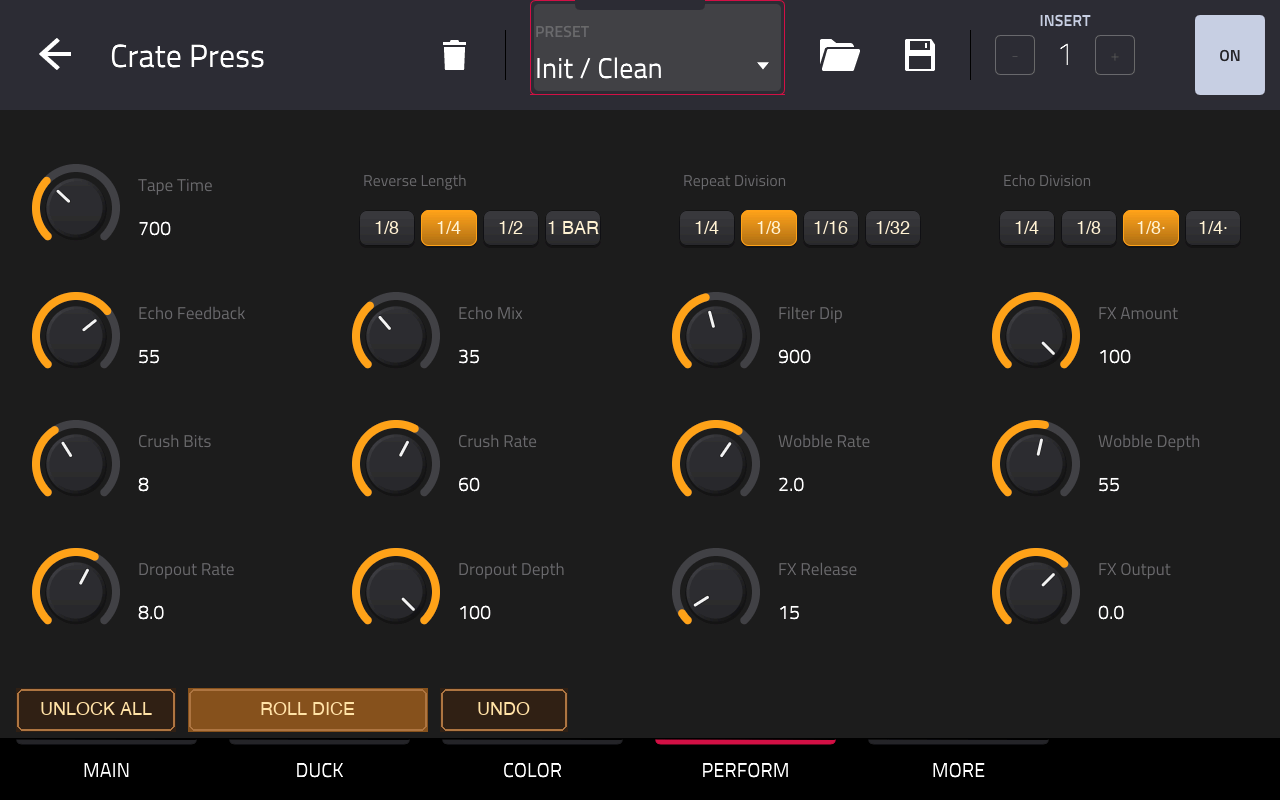 Crate Press
PRESET
Init / Clean
INSERT
- 1 +
ON
Tape Time
700
Reverse Length
1/8 1/4 1/2 1 BAR
Repeat Division
1/4 1/8 1/16 1/32
Echo Division
1/4 1/8 1/8· 1/4·
Echo Feedback
55
Echo Mix
35
Filter Dip
900
FX Amount
100
Crush Bits
8
Crush Rate
60
Wobble Rate
2.0
Wobble Depth
55
Dropout Rate
8.0
Dropout Depth
100
FX Release
15
FX Output
0.0
UNLOCK ALL ROLL DICE UNDO
MAIN DUCK COLOR PERFORM MORE